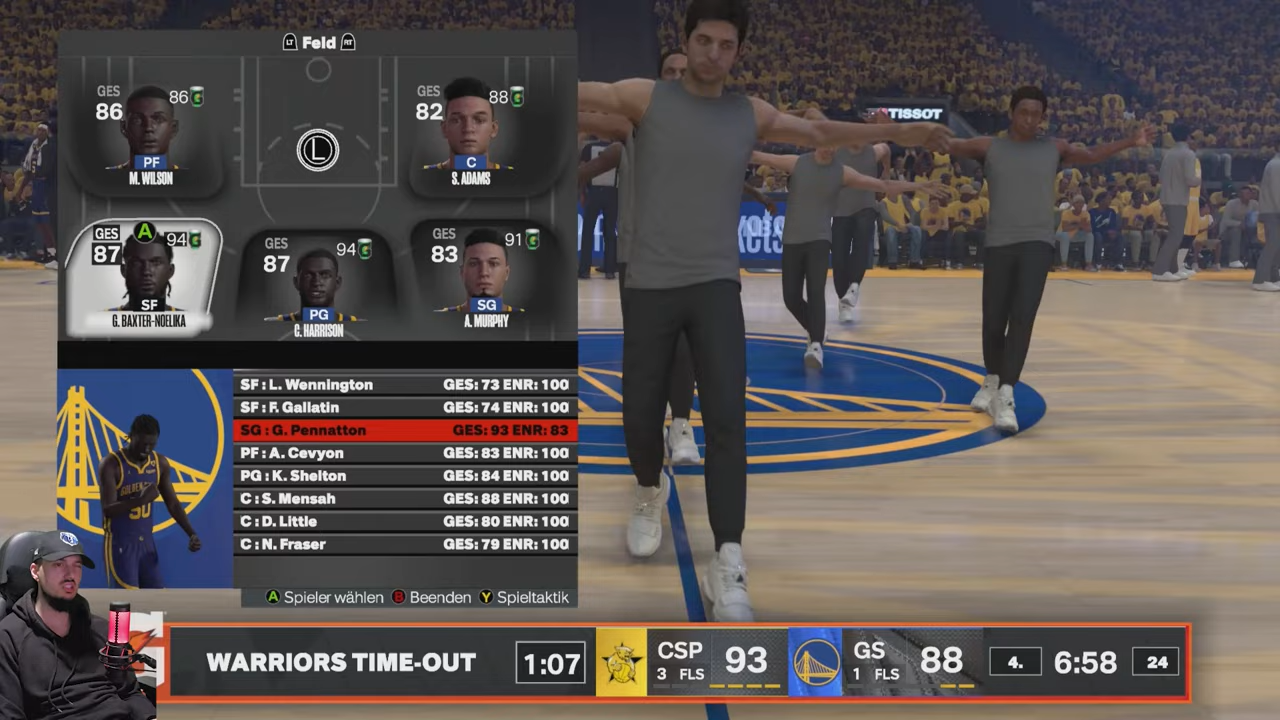 LT Feld RT
GES 86 86 G
PF
M. WILSON
GES 82 88 G
C
S. ADAMS
L
GES 87 A 94 G
SF
G. BAXTER-NOELIKA
GES 87 94 G
PG
C. HARRISON
GES 83 91 G
SG
A. MURPHY
TISSOT
SF : L. Wennington GES: 73 ENR: 100
SF : F. Gallatin GES: 74 ENR: 100
SG : G. Pennatton GES: 93 ENR: 83
PF : A. Cevyon GES: 83 ENR: 100
PG : K. Shelton GES: 84 ENR: 100
C : S. Mensah GES: 88 ENR: 100
C : D. Little GES: 80 ENR: 100
C : N. Fraser GES: 79 ENR: 100
A Spieler wählen B Beenden Y Spieltaktik
WARRIORS TIME-OUT 1:07 CSP 93 3 FLS GS 88 1 FLS 4. 6:58 24